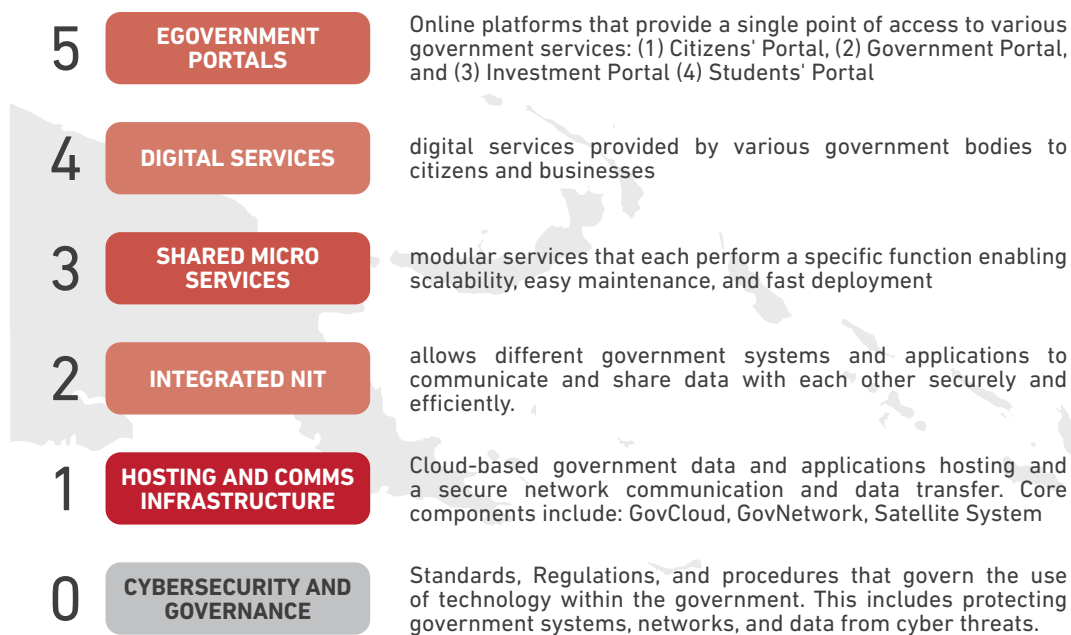 5
EGOVERNMENT
PORTALS
Online platforms that provide a single point of access to various
government services: (1) Citizens' Portal, (2) Government Portal,
and (3) Investment Portal (4) Students' Portal
4
DIGITAL SERVICES
digital services provided by various government bodies to
citizens and businesses
3
SHARED MICRO
SERVICES
modular services that each perform a specific function enabling
scalability, easy maintenance, and fast deployment
2
INTEGRATED NIT
allows different government systems and applications to
communicate and share data with each other securely and
efficiently.
1
HOSTING AND COMMS
INFRASTRUCTURE
Cloud-based government data and applications hosting and
a secure network communication and data transfer. Core
components include: GovCloud, GovNetwork, Satellite System
0
CYBERSECURITY AND
GOVERNANCE
Standards, Regulations, and procedures that govern the use
of technology within the government. This includes protecting
government systems, networks, and data from cyber threats.